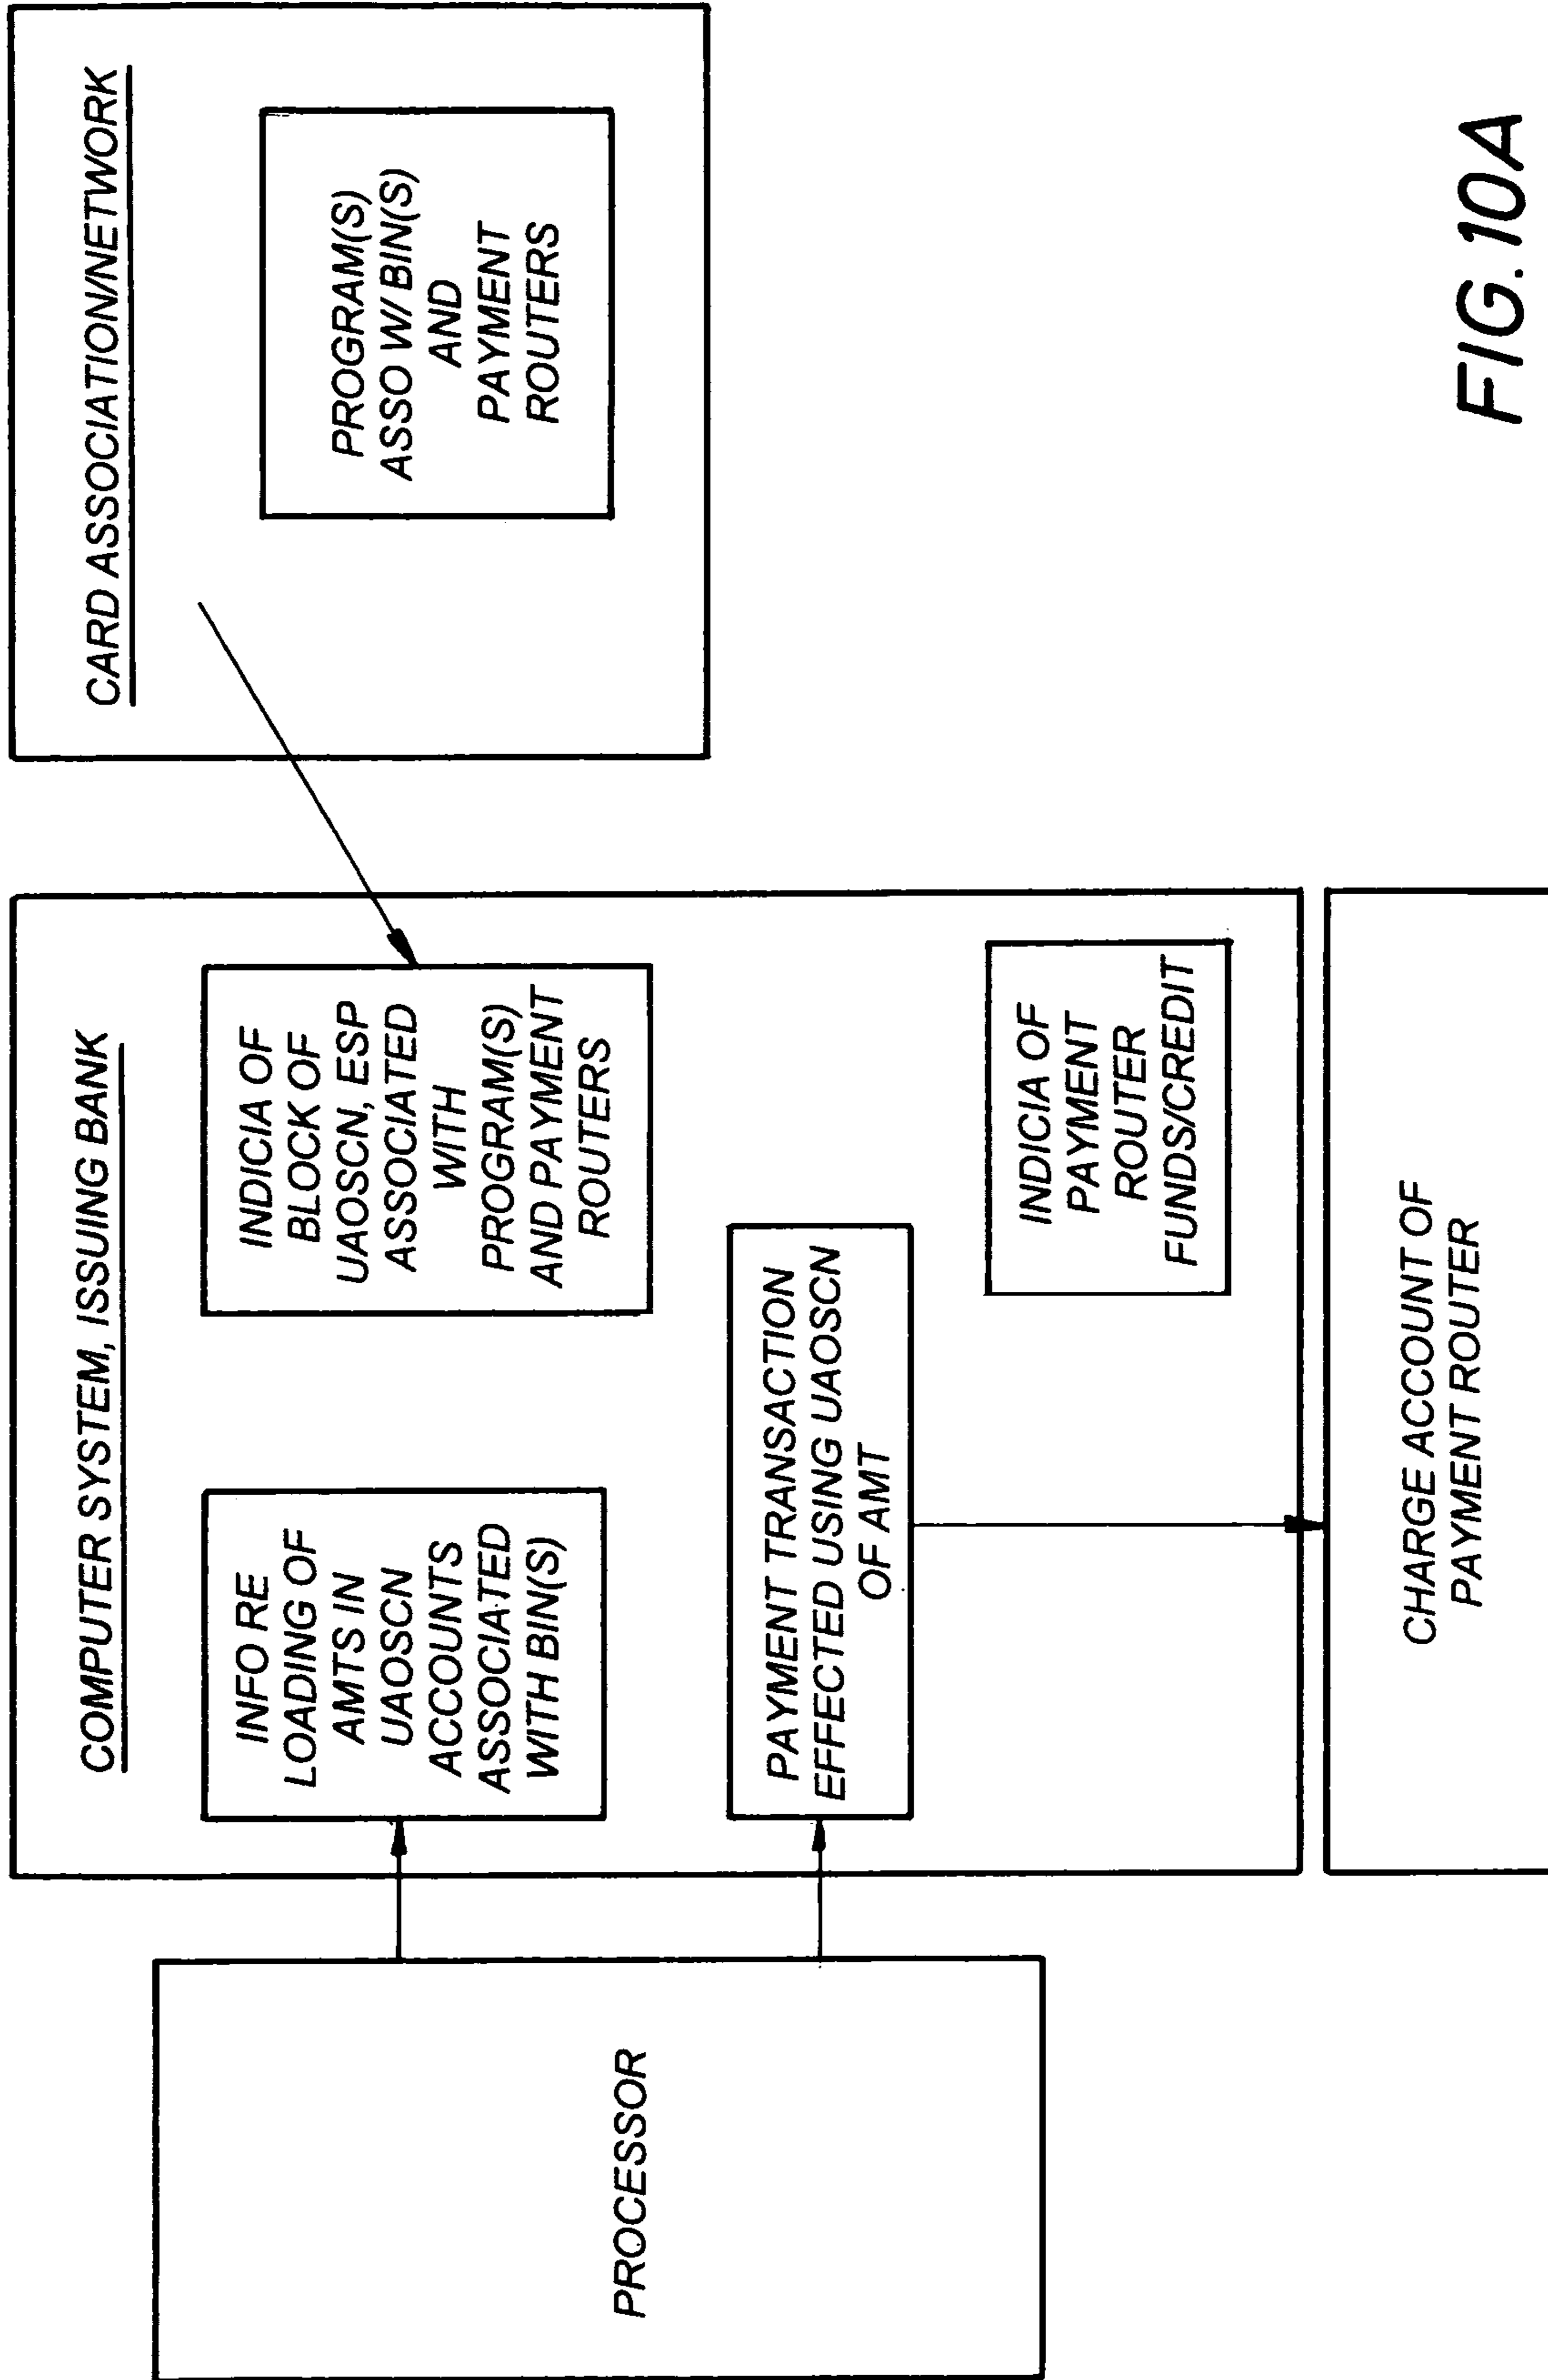 PROCESSOR
COMPUTER SYSTEM, ISSUING BANK
INFO RE
LOADING OF
AMTS IN
UAOSCN
ACCOUNTS
ASSOCIATED
WITH BIN(S)
INDICIA OF
BLOCK OF
UAOSCN, ESP
ASSOCIATED
WITH
PROGRAM(S)
AND PAYMENT
ROUTERS
PAYMENT TRANSACTION
EFFECTED USING UAOSCN
OF AMT
INDICIA OF
PAYMENT
ROUTER
FUNDS/CREDIT
CHARGE ACCOUNT OF
PAYMENT ROUTER
CARD ASSOCIATION/NETWORK
PROGRAM(S)
ASSO W/ BIN(S)
AND
PAYMENT
ROUTERS
FIG. 10A